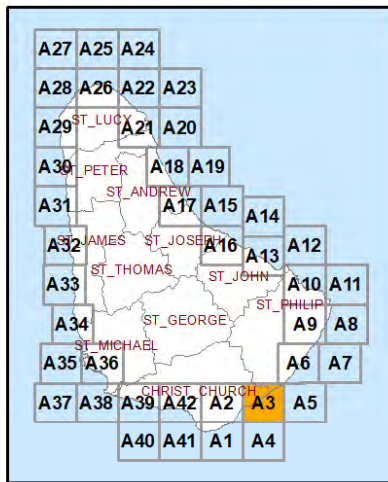 A27 A25 A24
A28 A26 A22 A23
A29 A21 A20
ST_LUCY
A30 A18 A19
ST_PETER
ST_ANDREW
A31 A17 A15
A14
A32 ST_JAMES ST_JOSEPH A16 A12
A13
ST_THOMAS ST_JOHN
A33 A10 A11
ST_PHILIP
A34 ST_GEORGE A9 A8
ST_MICHAEL
A35 A36 A6 A7
CHRIST_CHURCH
A37 A38 A39 A42 A2 A3 A5
A40 A41 A1 A4